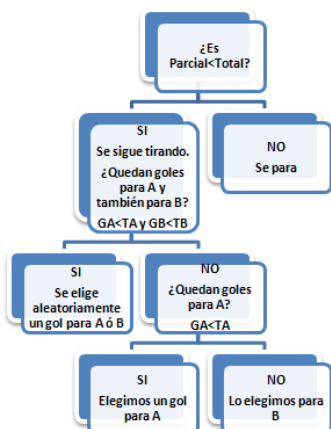 ¿Es
Parcial<Total?
SI
Se sigue tirando.
¿Quedan goles
para A y
también para B?
GA<TA y GB<TB
NO
Se para
SI
Se elige
aleatoriamente
un gol para A ó B
NO
¿Quedan goles
para A?
GA<TA
SI
Elegimos un gol
para A
NO
Lo elegimos para
B